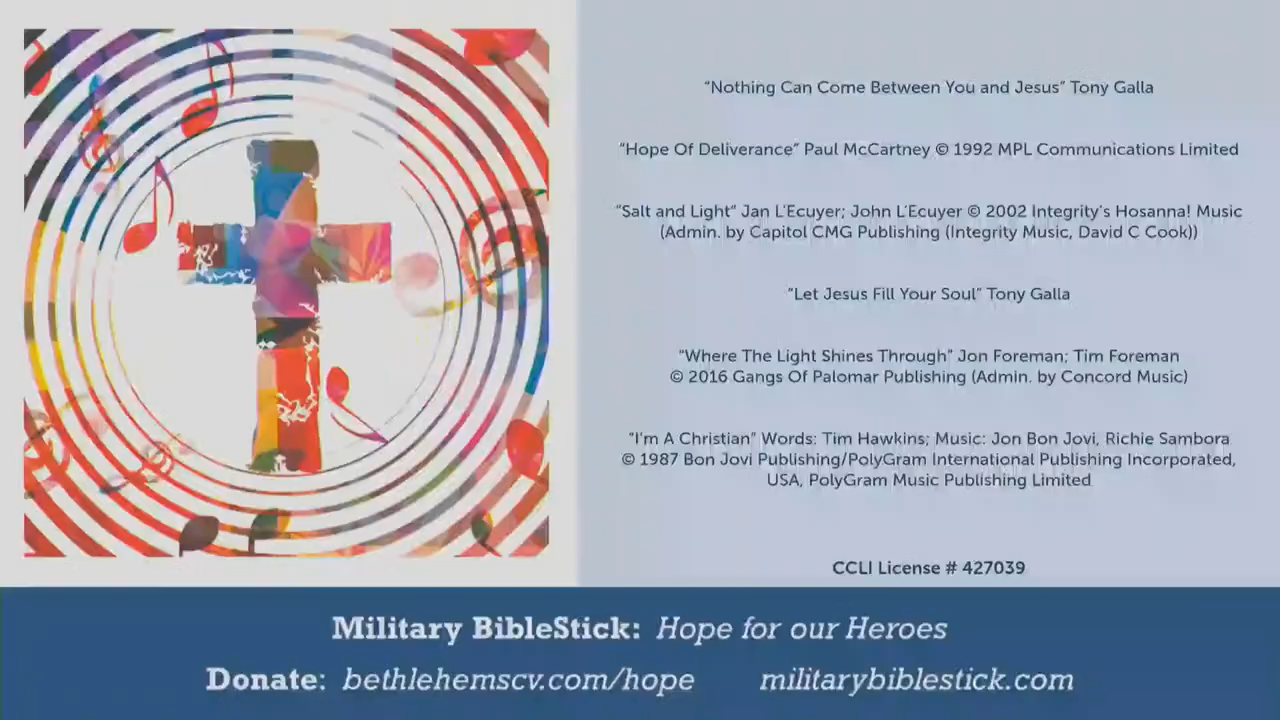 “Nothing Can Come Between You and Jesus” Tony Galla
“Hope Of Deliverance” Paul McCartney © 1992 MPL Communications Limited
“Salt and Light” Jan L’Ecuyer; John L’Ecuyer © 2002 Integrity’s Hosanna! Music
(Admin. by Capitol CMG Publishing (Integrity Music, David C Cook))
“Let Jesus Fill Your Soul” Tony Galla
“Where The Light Shines Through” Jon Foreman; Tim Foreman
© 2016 Gangs Of Palomar Publishing (Admin. by Concord Music)
“I’m A Christian” Words: Tim Hawkins; Music: Jon Bon Jovi, Richie Sambora
© 1987 Bon Jovi Publishing/PolyGram International Publishing Incorporated,
USA, PolyGram Music Publishing Limited
CCLI License # 427039
Military BibleStick: Hope for our Heroes
Donate: bethlehemscv.com/hope militarybiblestick.com